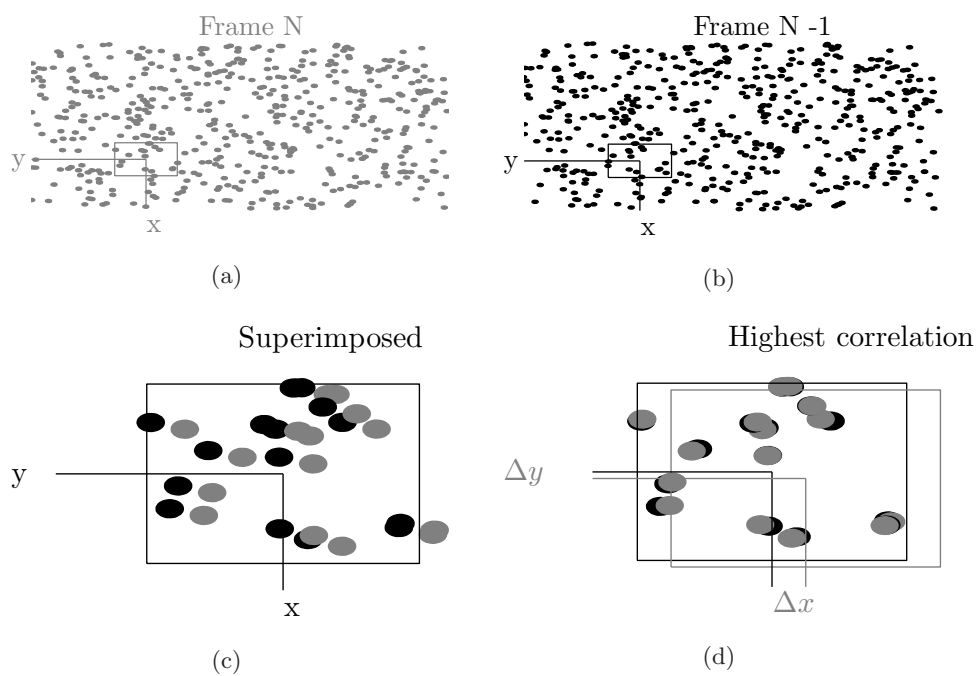 Frame N
Frame N -1
y
x
y
x
(a)
(b)
Superimposed
Highest correlation
y
x
Δy
Δx
(c)
(d)